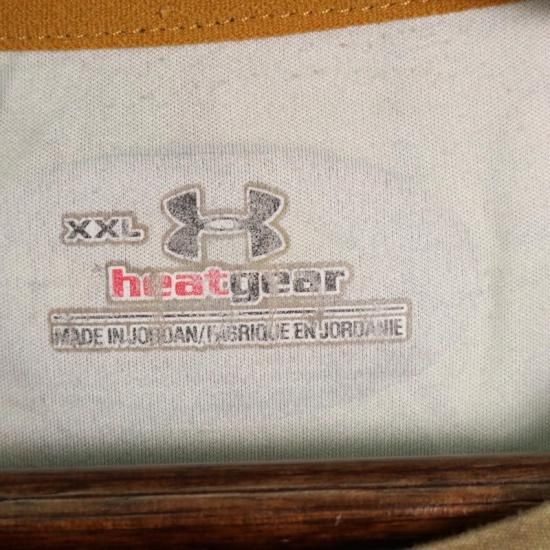 XXL
heatgear
MADE IN JORDAN/FABRIQUE EN JORDANIE